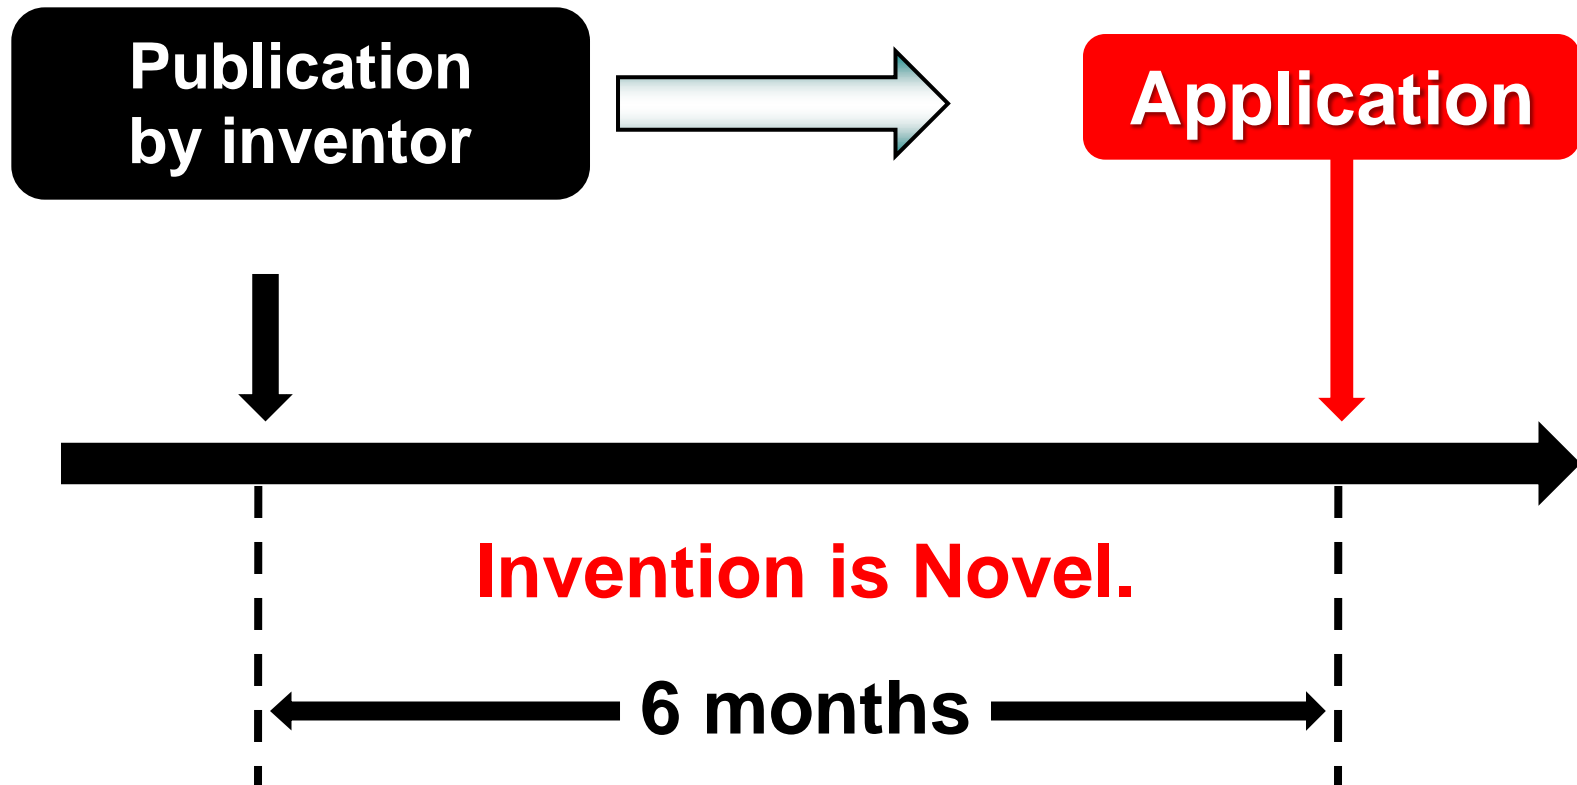 Publication
by inventor
Application
Invention is Novel.
6 months